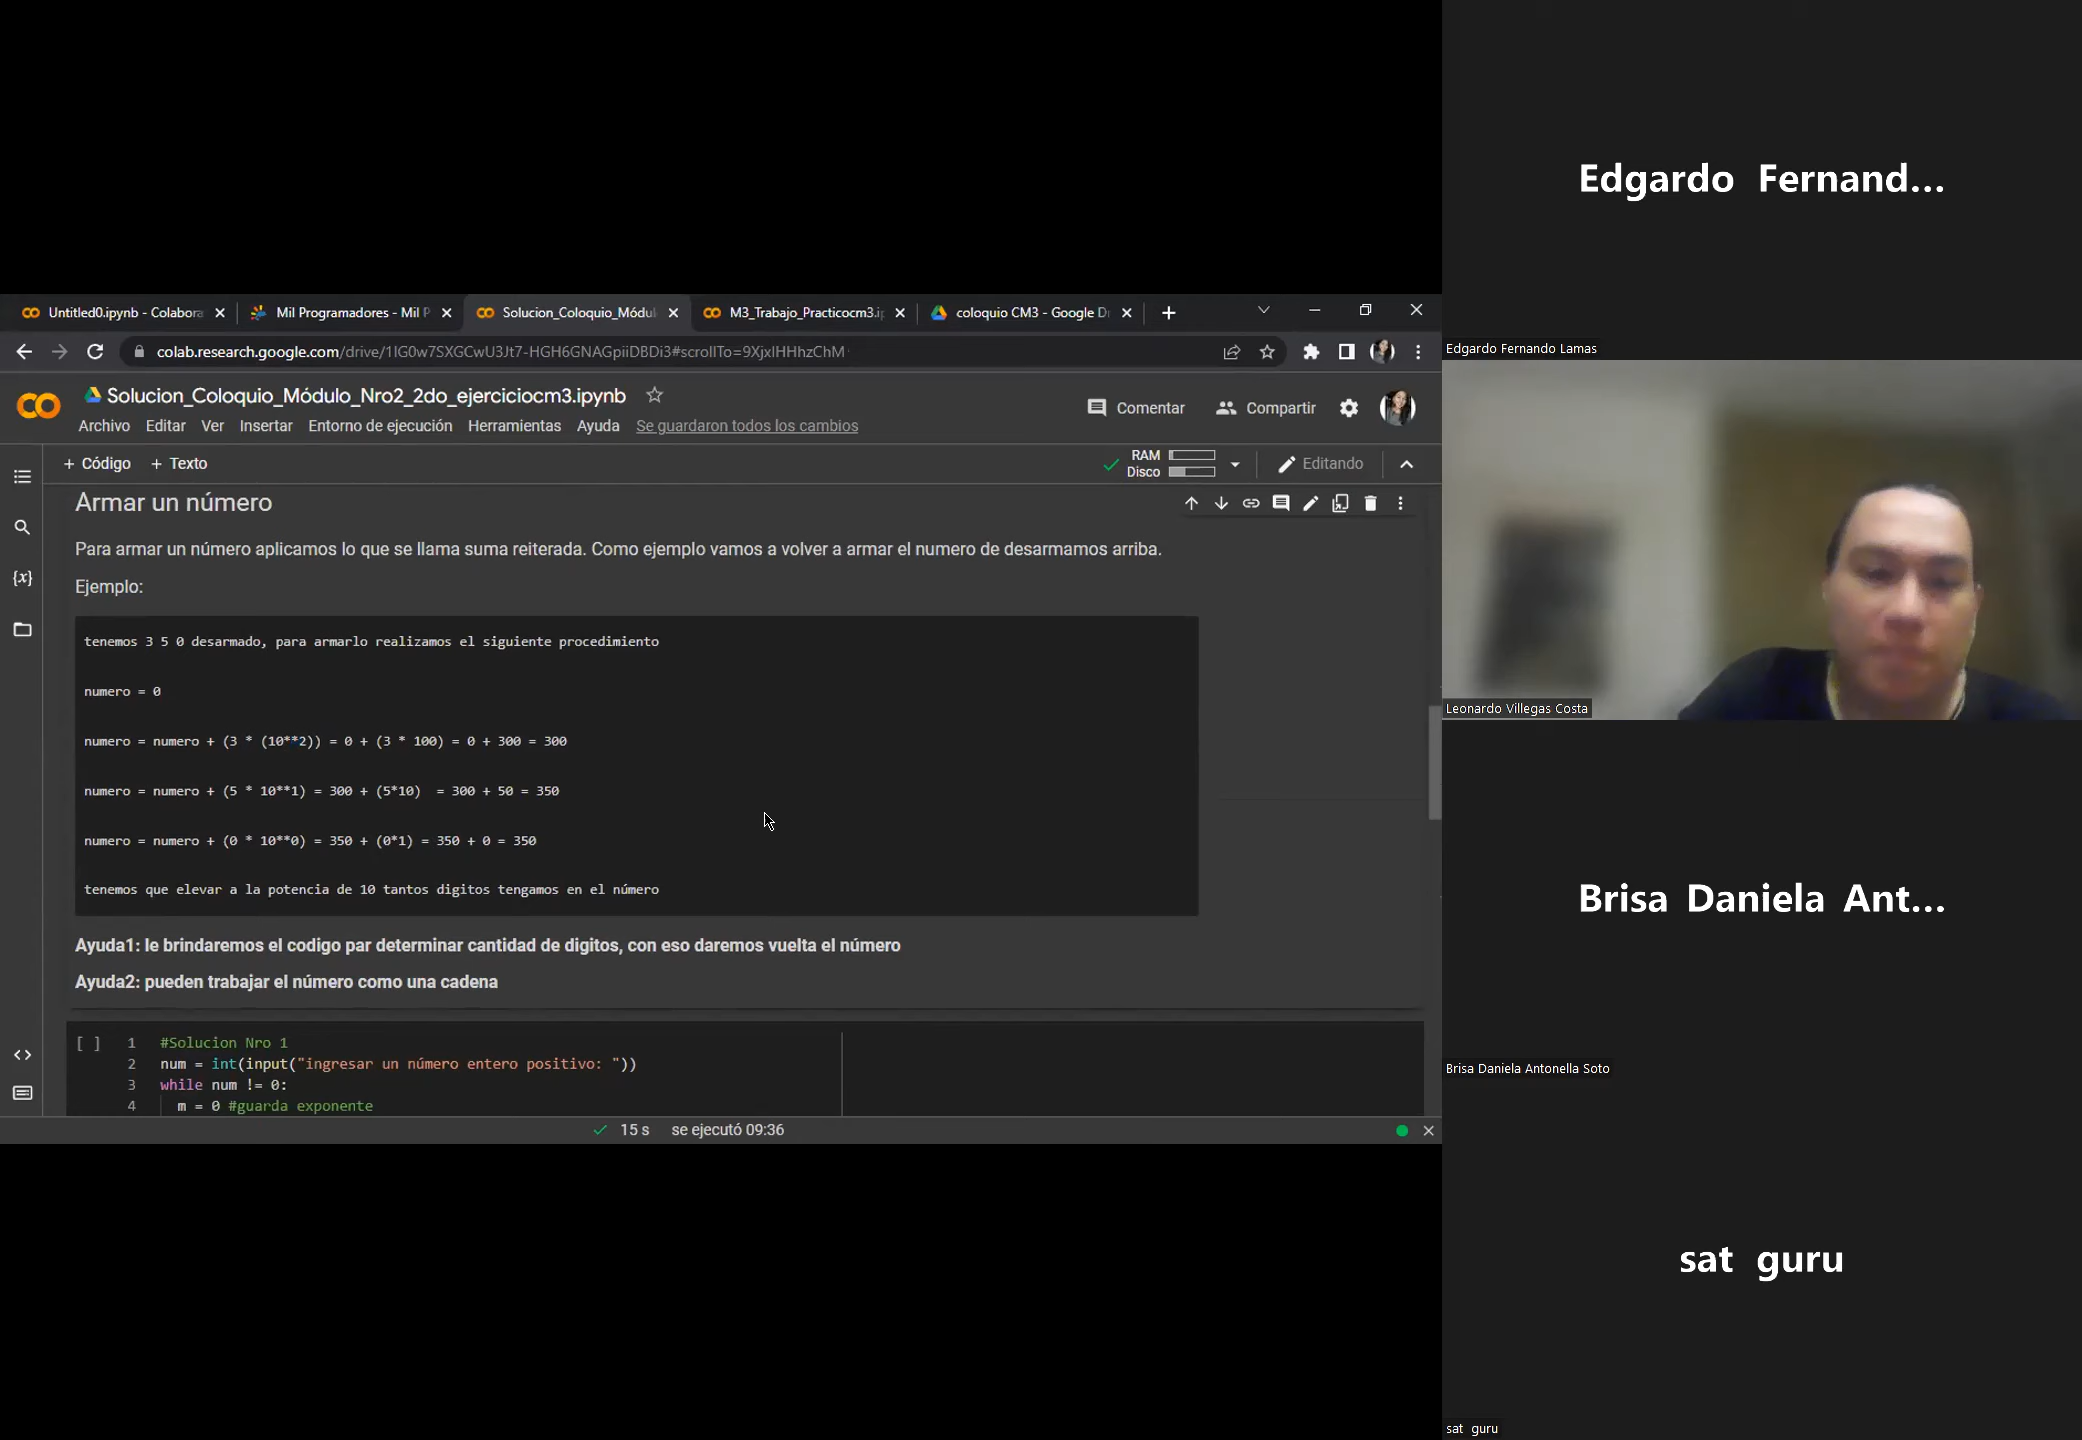 Untitled0.ipynb - Colabora
Mil Programadores - Mil P
Solucion_Coloquio_Módul
M3_Trabajo_Practicocm3.i
coloquio CM3 - Google D
colab.research.google.com/drive/1lG0w7SXGCwU3Jt7-HGH6GNAGpiiDBDi3#scrollTo=9XjxlHHhzChM
CO
Solucion_Coloquio_Módulo_Nro2_2do_ejerciciocm3.ipynb
Comentar
Compartir
Archivo Editar Ver Insertar Entorno de ejecución Herramientas Ayuda Se guardaron todos los cambios
+ Código + Texto
RAM
Disco
Editando
Armar un número
Para armar un número aplicamos lo que se llama suma reiterada. Como ejemplo vamos a volver a armar el numero de desarmamos arriba.
Ejemplo:
tenemos 3 5 0 desarmado, para armarlo realizamos el siguiente procedimiento
numero = 0
numero = numero + (3 * (10**2)) = 0 + (3 * 100) = 0 + 300 = 300
numero = numero + (5 * 10**1) = 300 + (5*10)  = 300 + 50 = 350
numero = numero + (0 * 10**0) = 350 + (0*1) = 350 + 0 = 350
tenemos que elevar a la potencia de 10 tantos digitos tengamos en el número
Ayuda1: le brindaremos el codigo par determinar cantidad de digitos, con eso daremos vuelta el número
Ayuda2: pueden trabajar el número como una cadena
[ ] 1 #Solucion Nro 1
2 num = int(input("ingresar un número entero positivo: "))
3 while num != 0:
4 m = 0 #guarda exponente
15 s se ejecutó 09:36
Edgardo Fernand...
Edgardo Fernando Lamas
Leonardo Villegas Costa
Brisa Daniela Ant...
Brisa Daniela Antonella Soto
sat guru
sat guru